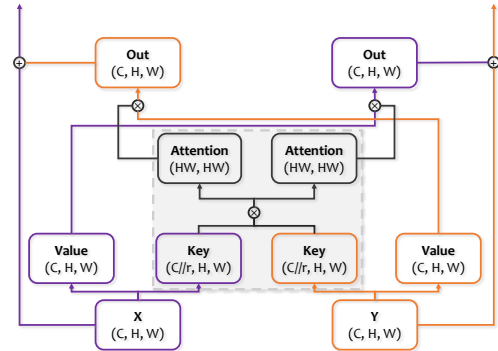 Out
(C, H, W)
Out
(C, H, W)
Attention
(HW, HW)
Attention
(HW, HW)
Value
(C, H, W)
Key
(C//r, H, W)
Key
(C//r, H, W)
Value
(C, H, W)
X
(C, H, W)
Y
(C, H, W)